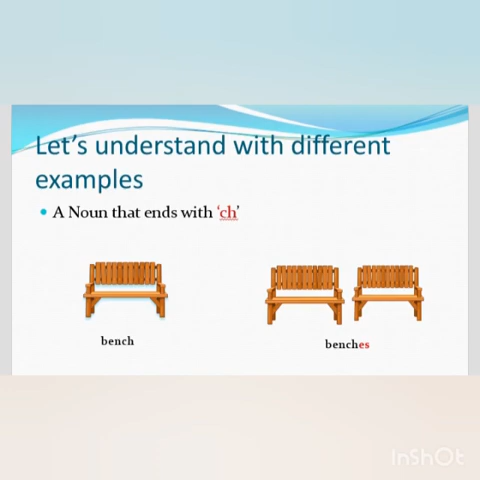 Let's understand with different
examples
• A Noun that ends with 'ch'
bench
benches
InShOt